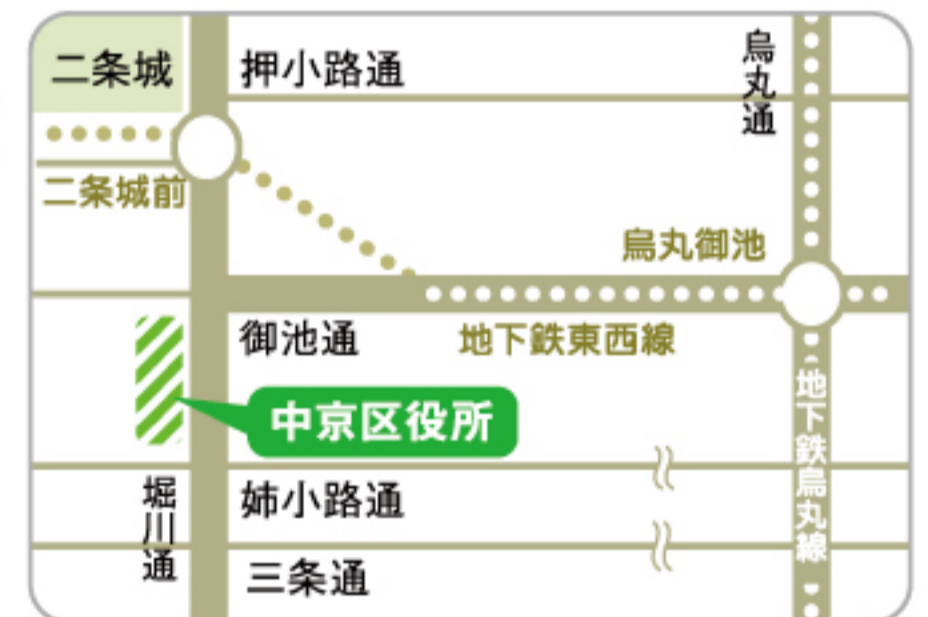 二条城
押小路通
烏丸通
二条城前
烏丸御池
御池通
地下鉄東西線
中京区役所
地下鉄烏丸線
堀川通
姉小路通
三条通